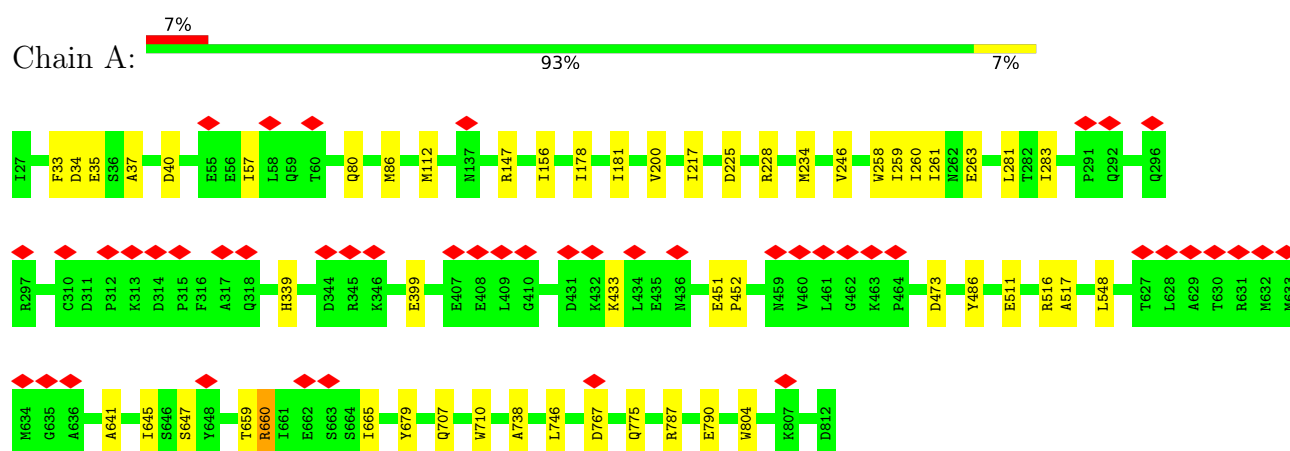 7%
Chain A:
93% 7%
I27 F33 D34 E35 S36 A37 D40 E55 E56 I57 L58 Q59 T60 Q80 M86 M112 N137 R147 I156 I178 I181 V200 I217 D225 R228 M234 V246 W258 I259 I260 I261 N262 E263 L281 T282 I283 P291 Q292 Q296
R297 C310 D311 P312 K313 D314 P315 F316 A317 Q318 H339 D344 R345 K346 E399 E407 E408 L409 G410 D431 K432 K433 L434 E435 N436 E451 P452 N459 V460 L461 G462 K463 P464 D473 Y486 E511 R516 A517 L548 T627 L628 A629 T630 R631 M632 M633
M634 G635 A636 A641 I645 S646 S647 Y648 T659 R660 I661 E662 S663 S664 I665 Y679 Q707 W710 A738 L746 D767 Q775 R787 E790 W804 K807 D812